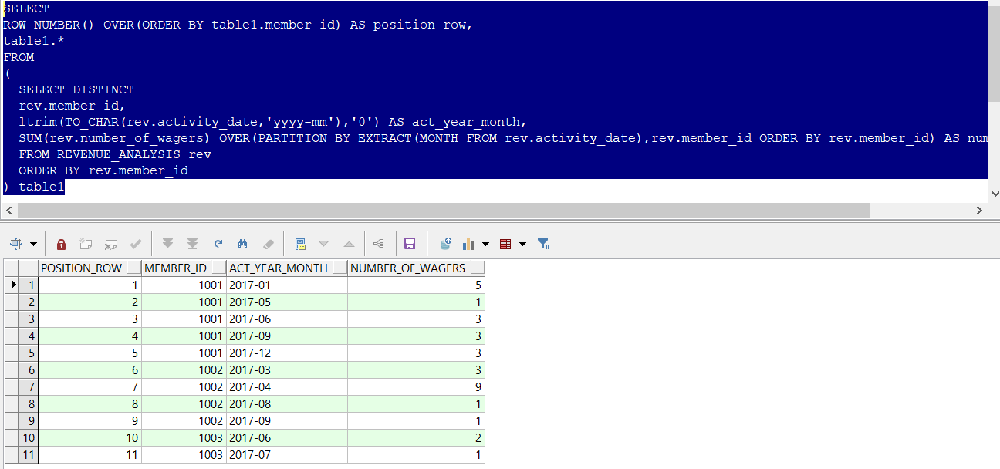 SELECT
ROW_NUMBER() OVER(ORDER BY table1.member_id) AS position_row,
table1.*
FROM
(
SELECT DISTINCT
rev.member_id,
ltrim(TO_CHAR(rev.activity_date,'yyyy-mm'),'0') AS act_year_month,
SUM(rev.number_of_wagers) OVER(PARTITION BY EXTRACT(MONTH FROM rev.activity_date),rev.member_id ORDER BY rev.member_id) AS num
FROM REVENUE_ANALYSIS rev
ORDER BY rev.member_id
) table1
POSITION_ROW MEMBER_ID ACT_YEAR_MONTH NUMBER_OF_WAGERS
1 1 1001 2017-01 5
2 2 1001 2017-05 1
3 3 1001 2017-06 3
4 4 1001 2017-09 3
5 5 1001 2017-12 3
6 6 1002 2017-03 3
7 7 1002 2017-04 9
8 8 1002 2017-08 1
9 9 1002 2017-09 1
10 10 1003 2017-06 2
11 11 1003 2017-07 1